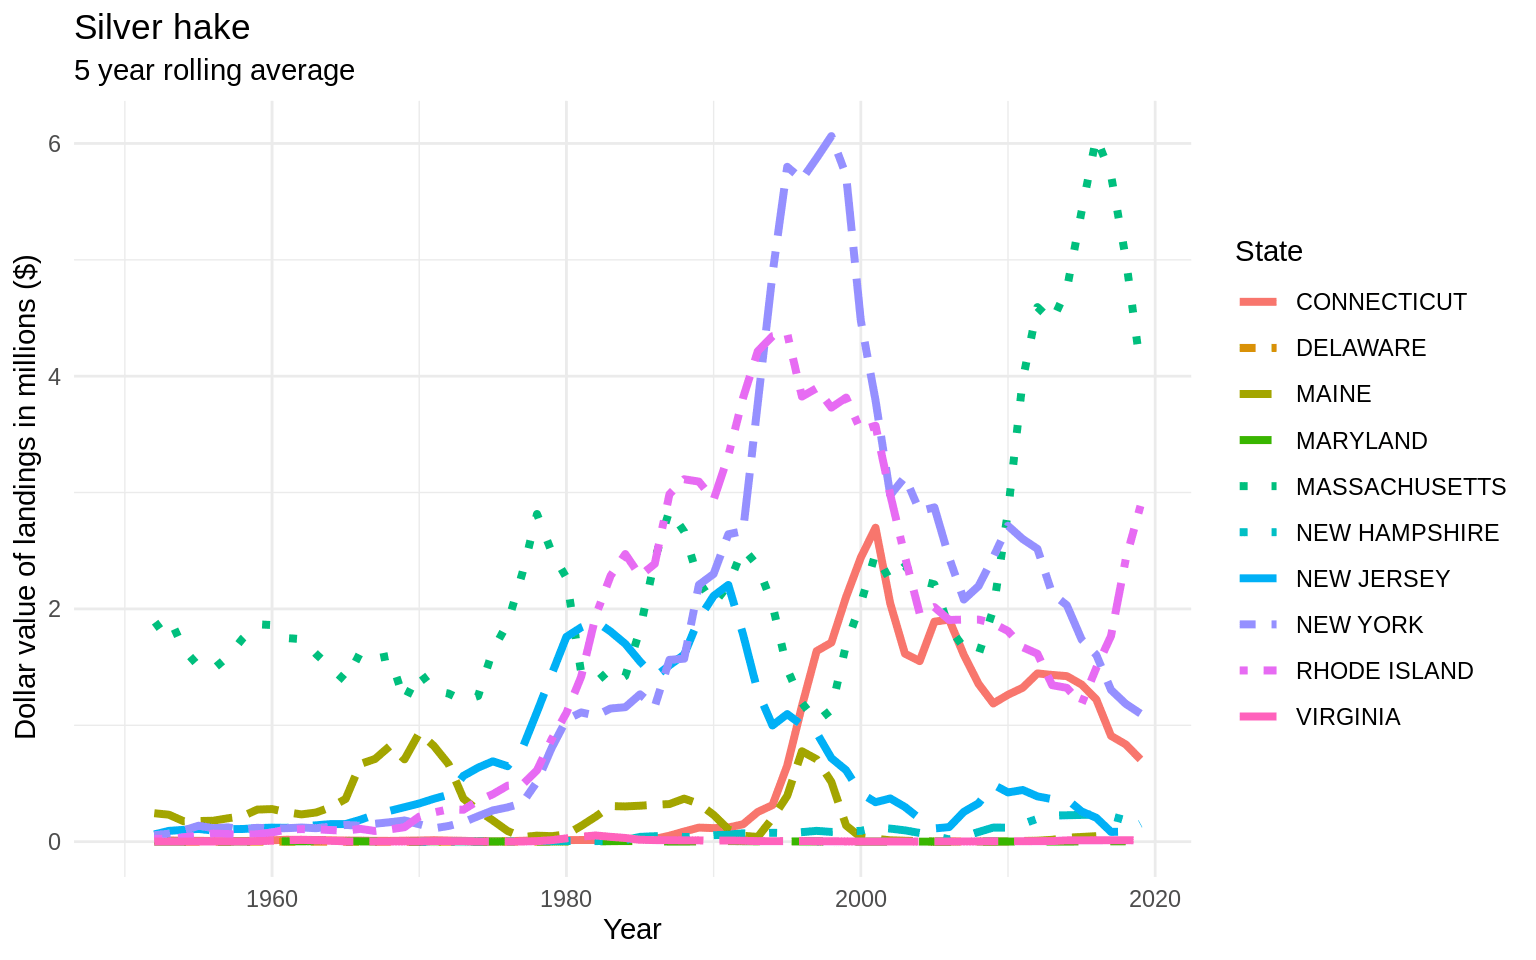 Silver hake
5 year rolling average
Dollar value of landings in millions ($)
6
4
2
0
1960
1980
2000
2020
Year
State
CONNECTICUT
DELAWARE
MAINE
MARYLAND
MASSACHUSETTS
NEW HAMPSHIRE
NEW JERSEY
NEW YORK
RHODE ISLAND
VIRGINIA